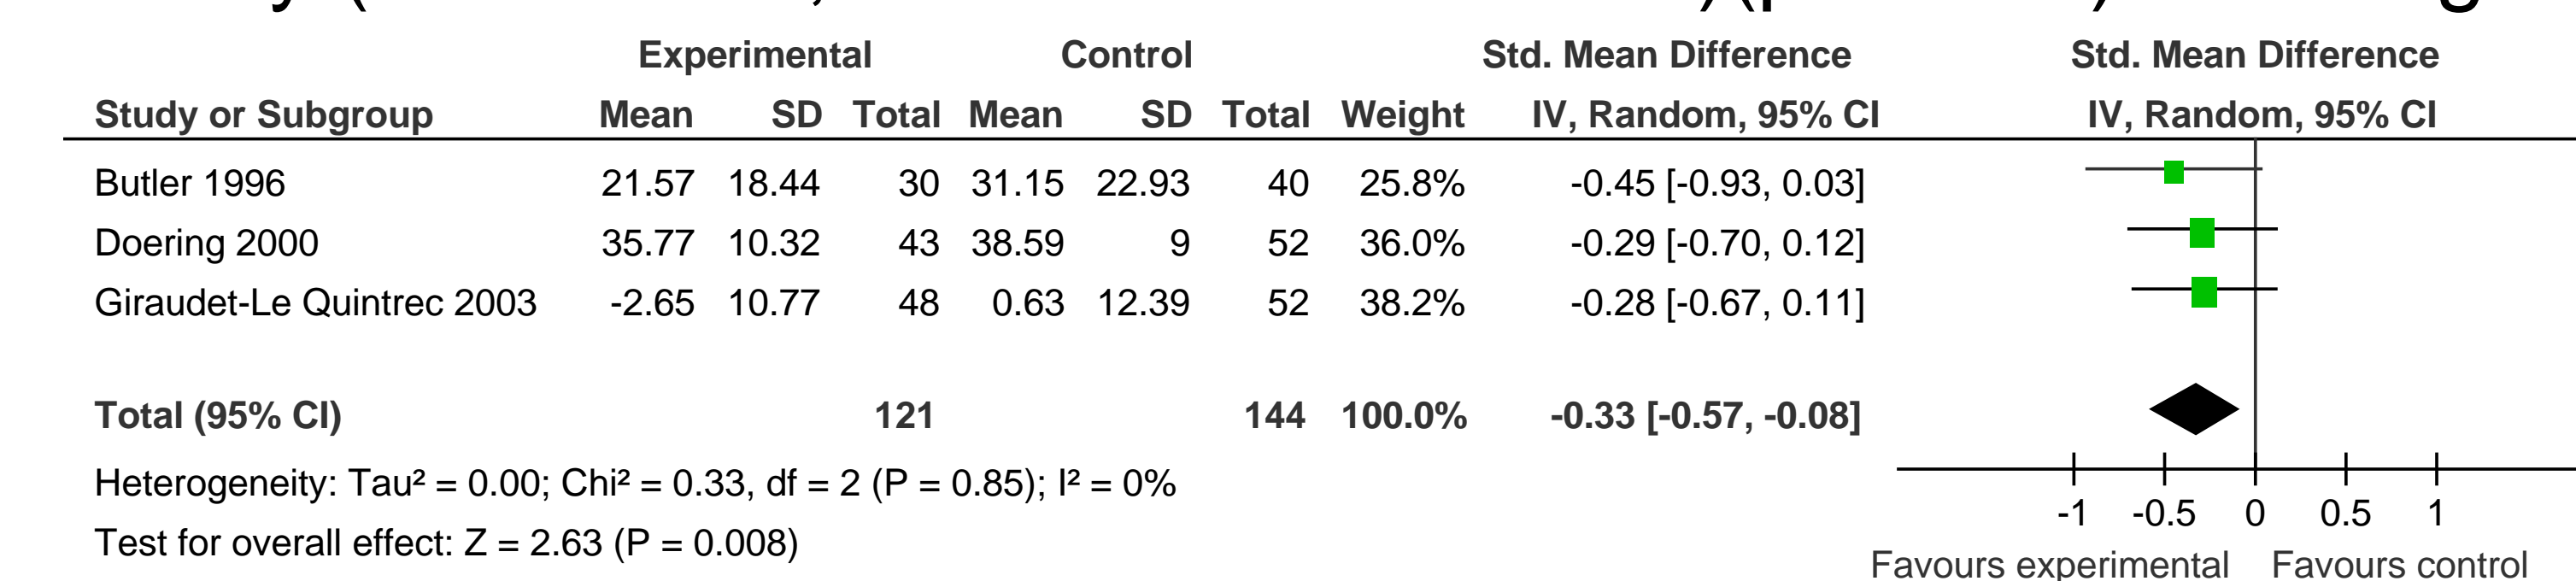 Experimental Control Std. Mean Difference Std. Mean Difference
Study or Subgroup Mean SD Total Mean SD Total Weight IV, Random, 95% CI IV, Random, 95% CI
Butler 1996 21.57 18.44 30 31.15 22.93 40 25.8% -0.45 [-0.93, 0.03]
Doering 2000 35.77 10.32 43 38.59 9 52 36.0% -0.29 [-0.70, 0.12]
Giraudet-Le Quintrec 2003 -2.65 10.77 48 0.63 12.39 52 38.2% -0.28 [-0.67, 0.11]
Total (95% CI) 121 144 100.0% -0.33 [-0.57, -0.08]
Heterogeneity: Tau² = 0.00; Chi² = 0.33, df = 2 (P = 0.85); I² = 0%
Test for overall effect: Z = 2.63 (P = 0.008)
-1 -0.5 0 0.5 1
Favours experimental Favours control